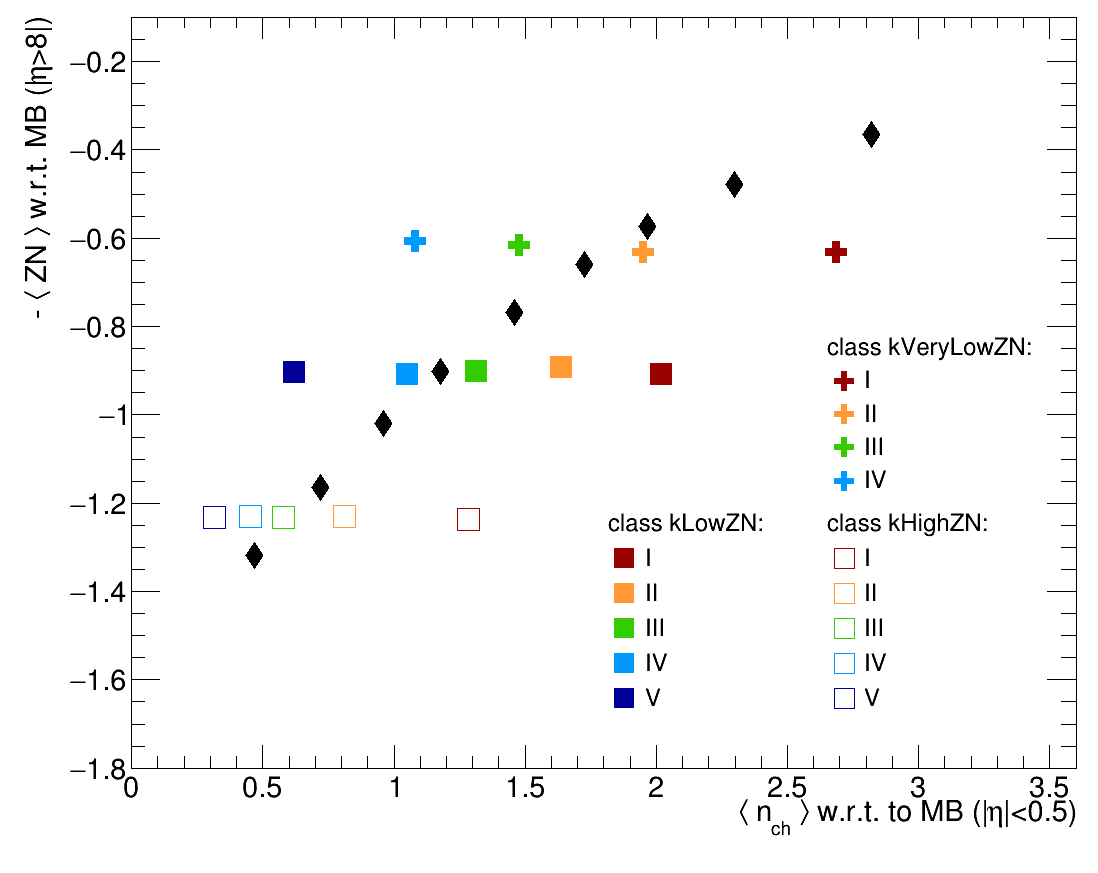 - ⟨ ZN ⟩ w.r.t. MB (|η>8|)
−0.2
−0.4
−0.6
−0.8
−1
−1.2
−1.4
−1.6
−1.8
0 0.5 1 1.5 2 2.5 3 3.5
⟨ n_ch ⟩ w.r.t. to MB (|η|<0.5)
class kVeryLowZN:
I
II
III
IV
class kLowZN:
I
II
III
IV
V
class kHighZN:
I
II
III
IV
V